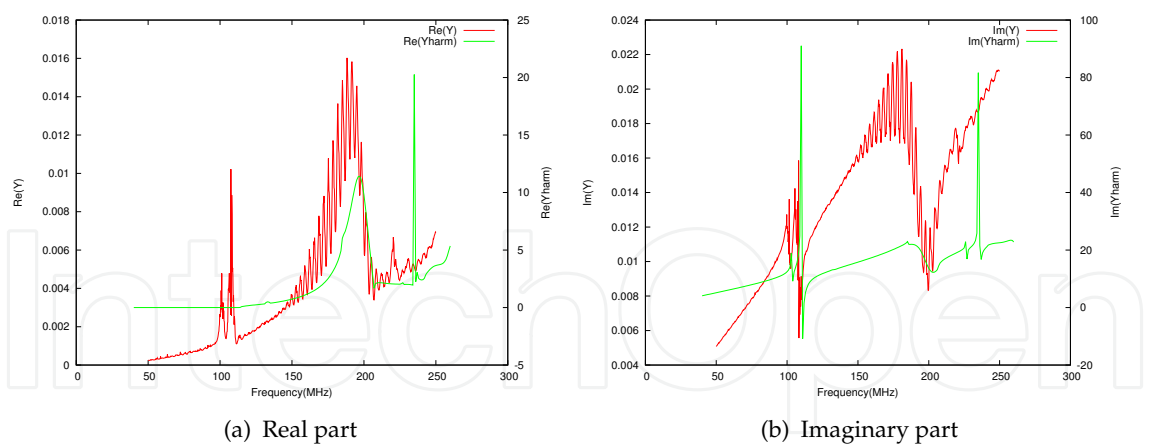 0.018
0.016
0.014
0.012
0.01
0.008
0.006
0.004
0.002
0
Re(Y)
Re(Y)
Re(Yharm)
25
20
15
10
5
0
-5
Re(Yharm)
0 50 100 150 200 250 300
Frequency(MHz)
(a) Real part
0.024
0.022
0.02
0.018
0.016
0.014
0.012
0.01
0.008
0.006
0.004
Im(Y)
Im(Y)
Im(Yharm)
100
80
60
40
20
0
-20
Im(Yharm)
0 50 100 150 200 250 300
Frequency(MHz)
(b) Imaginary part
IntechOpen